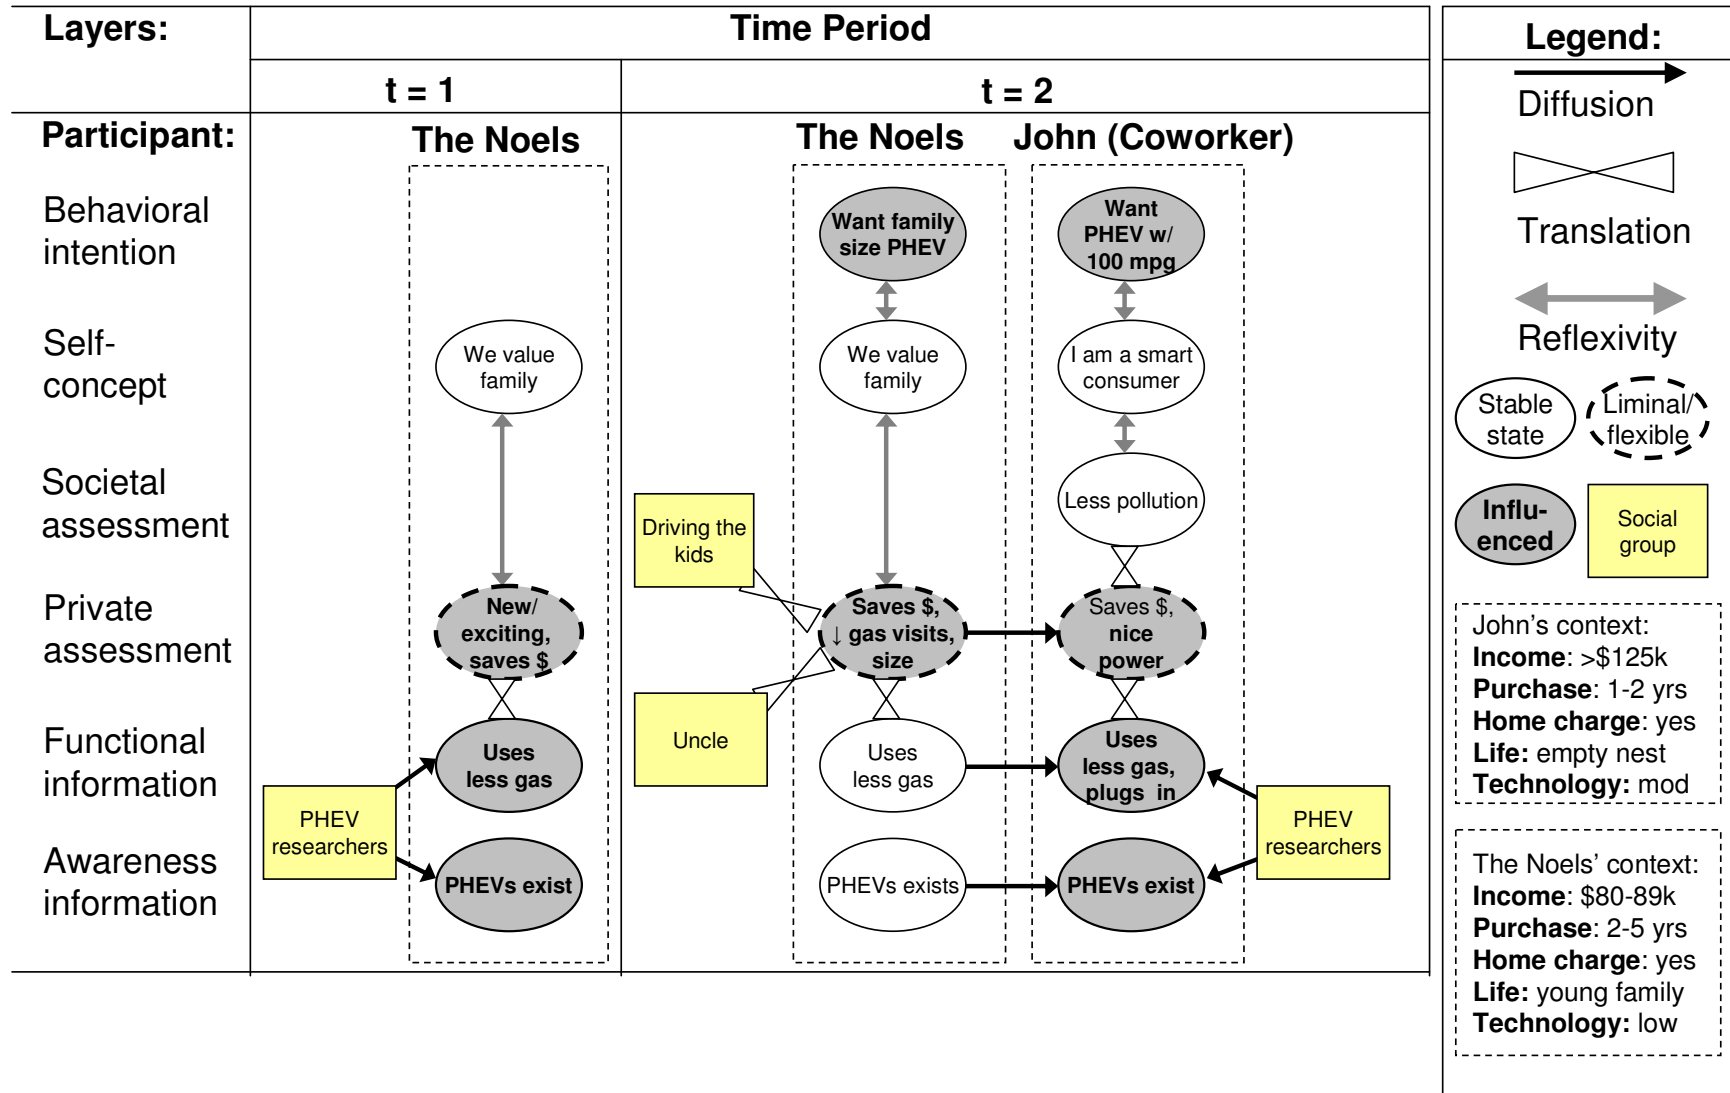 Layers:
Time Period
t = 1
t = 2
Participant:
The Noels
The Noels
John (Coworker)
Behavioral
intention
Want family
size PHEV
Want
PHEV w/
100 mpg
Self-
concept
We value
family
We value
family
I am a smart
consumer
Societal
assessment
Driving the
kids
Less pollution
Private
assessment
New/
exciting,
saves $
Saves $,
↓ gas visits,
size
Saves $,
nice
power
Uncle
Functional
information
Uses
less gas
Uses
less gas
Uses
less gas,
plugs in
PHEV
researchers
PHEV
researchers
Awareness
information
PHEVs exist
PHEVs exists
PHEVs exist
Legend:
Diffusion
Translation
Reflexivity
Stable
state
Liminal/
flexible
Influ-
enced
Social
group
John's context:
Income: >$125k
Purchase: 1-2 yrs
Home charge: yes
Life: empty nest
Technology: mod
The Noels' context:
Income: $80-89k
Purchase: 2-5 yrs
Home charge: yes
Life: young family
Technology: low